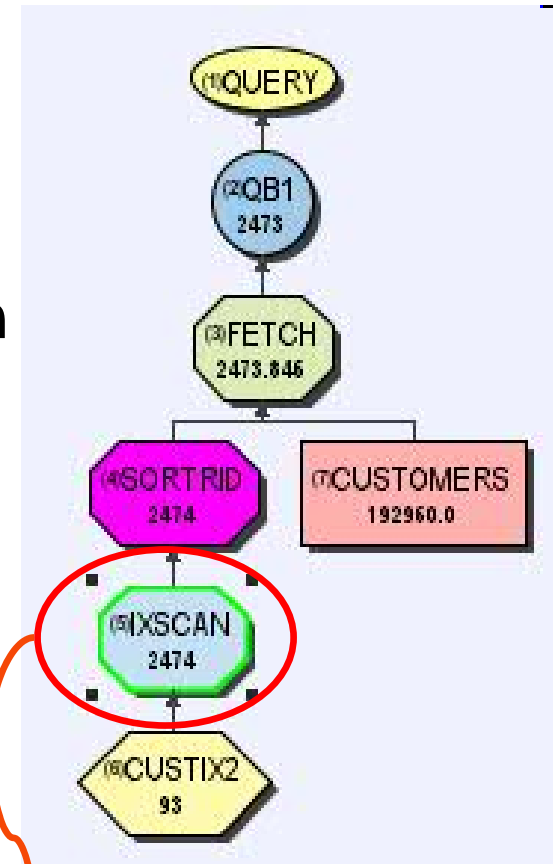 (1)QUERY
(2)QB1
2473
n
(3)FETCH
2473.846
(4)SORTRID
2474
(7)CUSTOMERS
192960.0
(5)IXSCAN
2474
(6)CUSTIX2
93